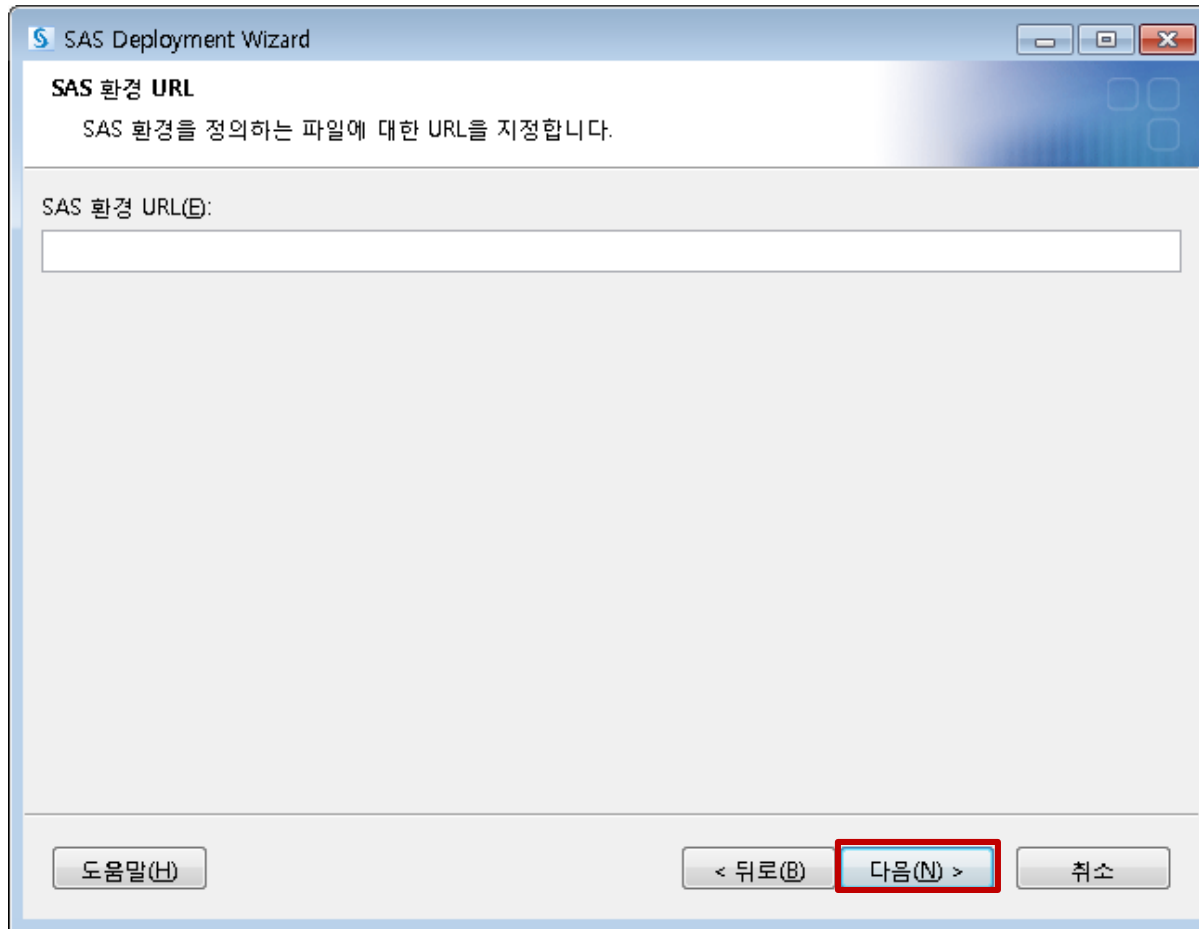 SAS Deployment Wizard
SAS 환경 URL
SAS 환경을 정의하는 파일에 대한 URL을 지정합니다.
SAS 환경 URL(E):
도움말(H)
< 뒤로(B)
다음(N) >
취소